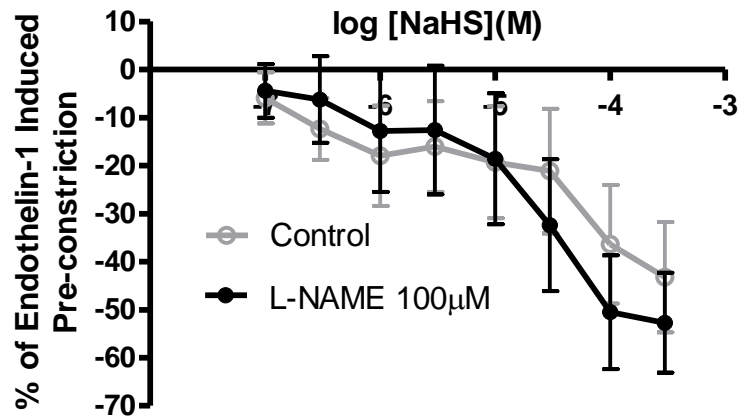 log [NaHS](M)
% of Endothelin-1 Induced
Pre-constriction
10
0
-10
-20
-30
-40
-50
-60
-70
-7
-6
-5
-4
-3
Control
L-NAME 100μM